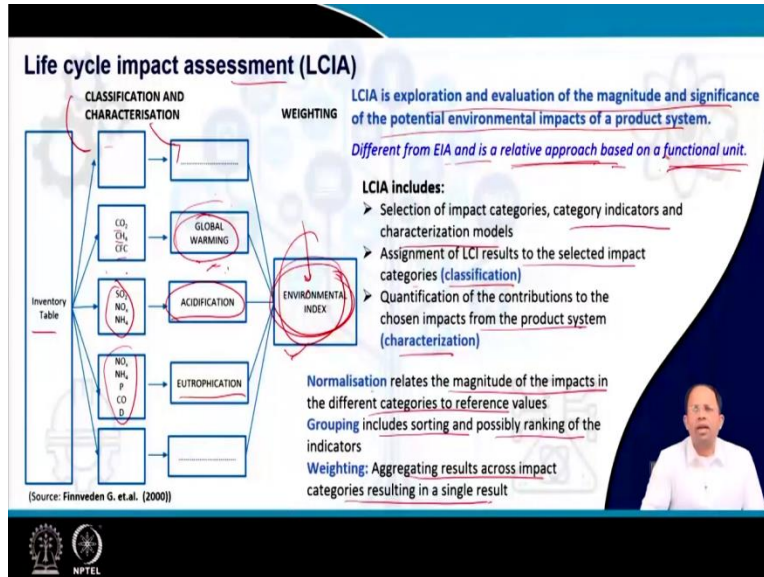 Life cycle impact assessment (LCIA)
CLASSIFICATION AND
CHARACTERISATION
WEIGHTING
Inventory
Table
CO₂
CH₄
CFC
SO₂
NOₓ
NH₄
NOₓ
NH₄
P
CO
D
....................
GLOBAL
WARMING
ACIDIFICATION
EUTROPHICATION
....................
ENVIRONMENTAL
INDEX
(Source: Finnveden G. et.al. (2000))
LCIA is exploration and evaluation of the magnitude and significance
of the potential environmental impacts of a product system.
Different from EIA and is a relative approach based on a functional unit.
LCIA includes:
➤ Selection of impact categories, category indicators and
characterization models
➤ Assignment of LCI results to the selected impact
categories (classification)
➤ Quantification of the contributions to the
chosen impacts from the product system
(characterization)
Normalisation relates the magnitude of the impacts in
the different categories to reference values
Grouping includes sorting and possibly ranking of the
indicators
Weighting: Aggregating results across impact
categories resulting in a single result
NPTEL